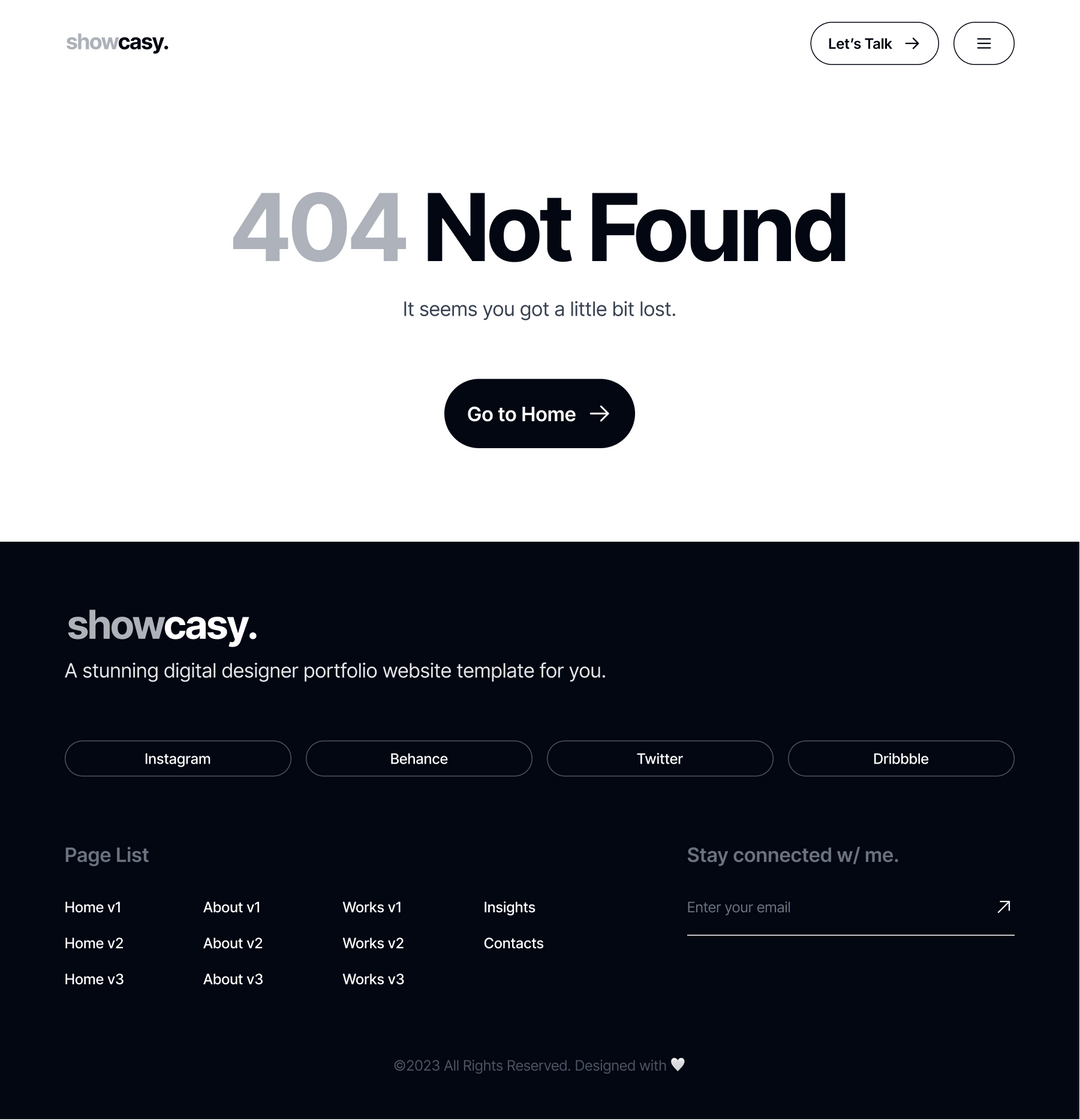 showcasy.
Let’s Talk
404 Not Found
It seems you got a little bit lost.
Go to Home
showcasy.
A stunning digital designer portfolio website template for you.
Instagram
Behance
Twitter
Dribbble
Page List
Home v1
About v1
Works v1
Insights
Home v2
About v2
Works v2
Contacts
Home v3
About v3
Works v3
Stay connected w/ me.
Enter your email
©2023 All Rights Reserved. Designed with 🤍